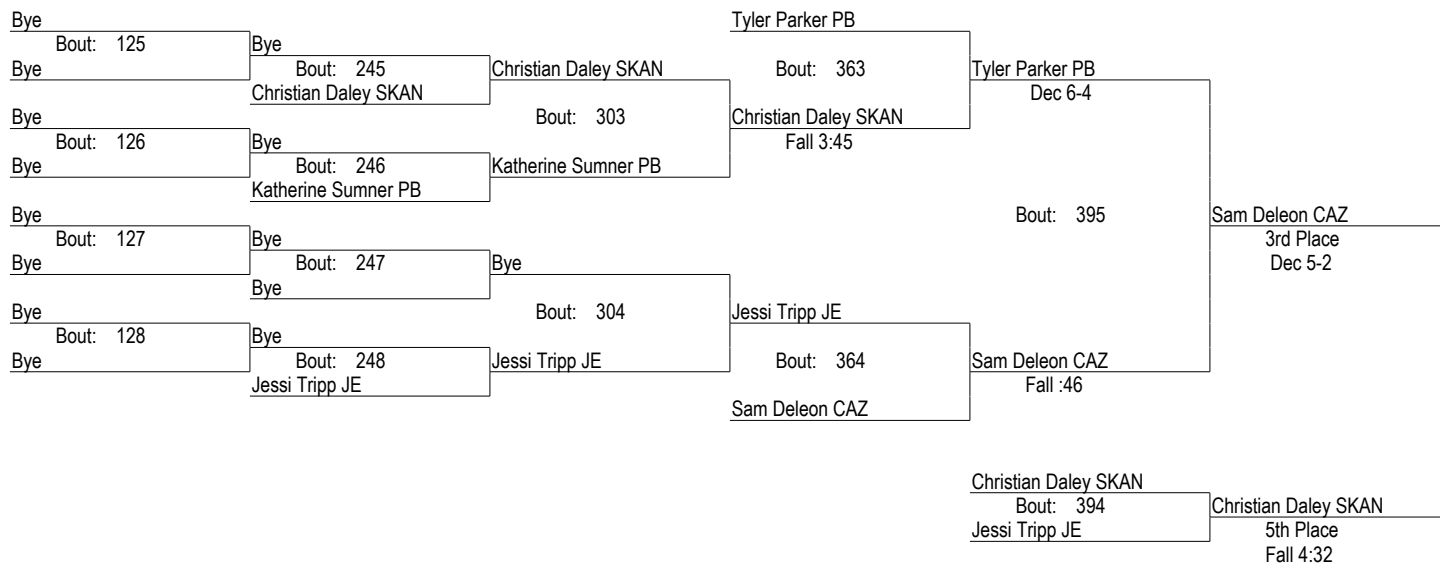 Bye
Bout: 125
Bye
Bye
Bout: 126
Bye
Bye
Bout: 127
Bye
Bye
Bout: 128
Bye
Bye
Bout: 245
Christian Daley SKAN
Bye
Bout: 246
Katherine Sumner PB
Bye
Bout: 247
Bye
Bye
Bout: 248
Jessi Tripp JE
Christian Daley SKAN
Bout: 303
Katherine Sumner PB
Bye
Bout: 304
Jessi Tripp JE
Tyler Parker PB
Bout: 363
Christian Daley SKAN
Fall 3:45
Jessi Tripp JE
Bout: 364
Sam Deleon CAZ
Tyler Parker PB
Dec 6-4
Bout: 395
Sam Deleon CAZ
Fall :46
Sam Deleon CAZ
3rd Place
Dec 5-2
Christian Daley SKAN
Bout: 394
Jessi Tripp JE
Christian Daley SKAN
5th Place
Fall 4:32